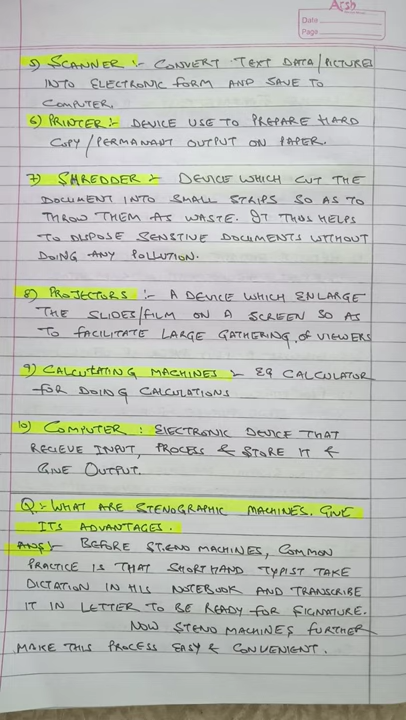 Arsh
Date
Page
5) SCANNER :- CONVERT TEXT DATA/PICTURE
INTO ELECTRONIC FORM AND SAVE TO
COMPUTER.
6) PRINTER :- DEVICE USE TO PREPARE HARD
COPY/PERMANANT OUTPUT ON PAPER.
7) SHREDDER :- DEVICE WHICH CUT THE
DOCUMENT INTO SMALL STRIPS SO AS TO
THROW THEM AS WASTE. IT THUS HELPS
TO DISPOSE SENSTIVE DOCUMENTS WITHOUT
DOING ANY POLLUTION.
8) PROJECTORS :- A DEVICE WHICH ENLARGE
THE SLIDES/FILM ON A SCREEN SO AS
TO FACILITATE LARGE GATHERING OF VIEWERS
9) CALCULATING MACHINES :- EG CALCULATOR
FOR DOING CALCULATIONS
10) COMPUTER : ELECTRONIC DEVICE THAT
RECIEVE INPUT, PROCESS & STORE IT &
GIVE OUTPUT.
Q:- WHAT ARE STENOGRAPHIC MACHINES. GIVE
ITS ADVANTAGES.
Ans:- BEFORE STENO MACHINES, COMMON
PRACTICE IS THAT SHORTHAND TYPIST TAKE
DICTATION IN HIS NOTEBOOK AND TRANSCRIBE
IT IN LETTER TO BE READY FOR SIGNATURE.
NOW STENO MACHINES FURTHER
MAKE THIS PROCESS EASY & CONVENIENT.